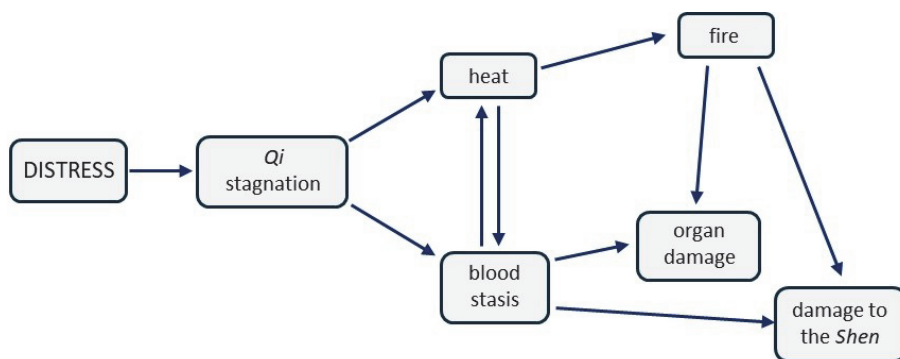 fire
heat
DISTRESS
Qi
stagnation
organ
damage
blood
stasis
damage to
the Shen